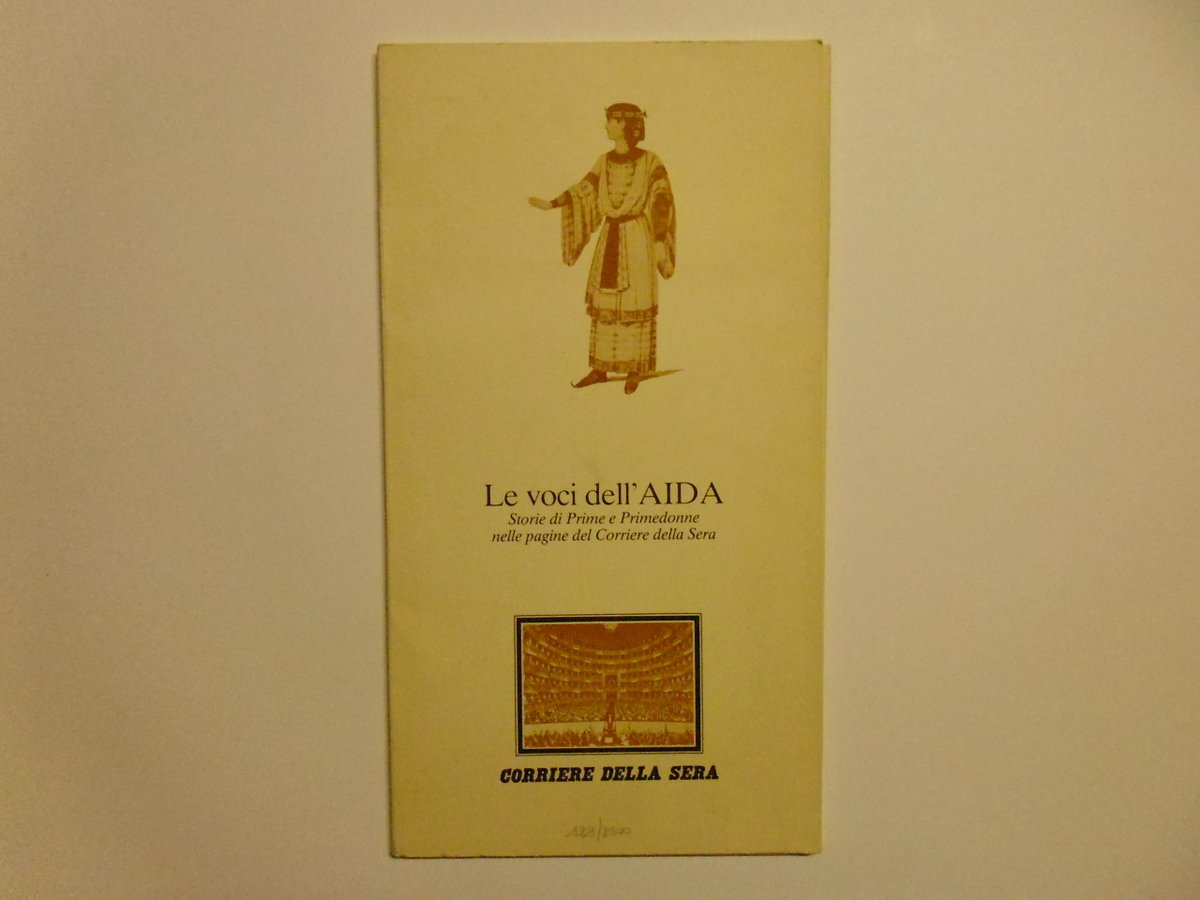 Le voci dell'AIDA
Storie di Prime e Primedonne
nelle pagine del Corriere della Sera
CORRIERE DELLA SERA